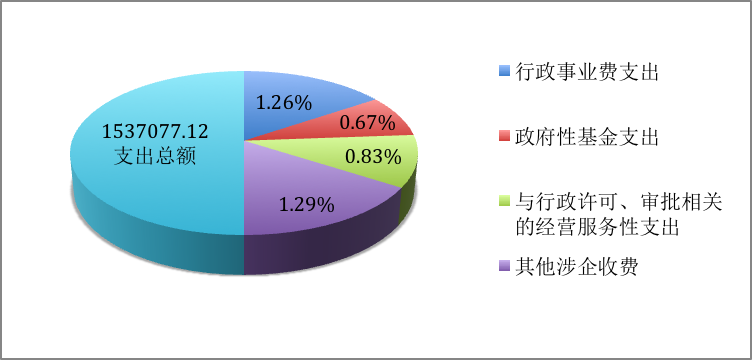 1537077.12
支出总额
1.26%
0.67%
0.83%
1.29%
行政事业费支出
政府性基金支出
与行政许可、审批相关
的经营服务性支出
其他涉企收费